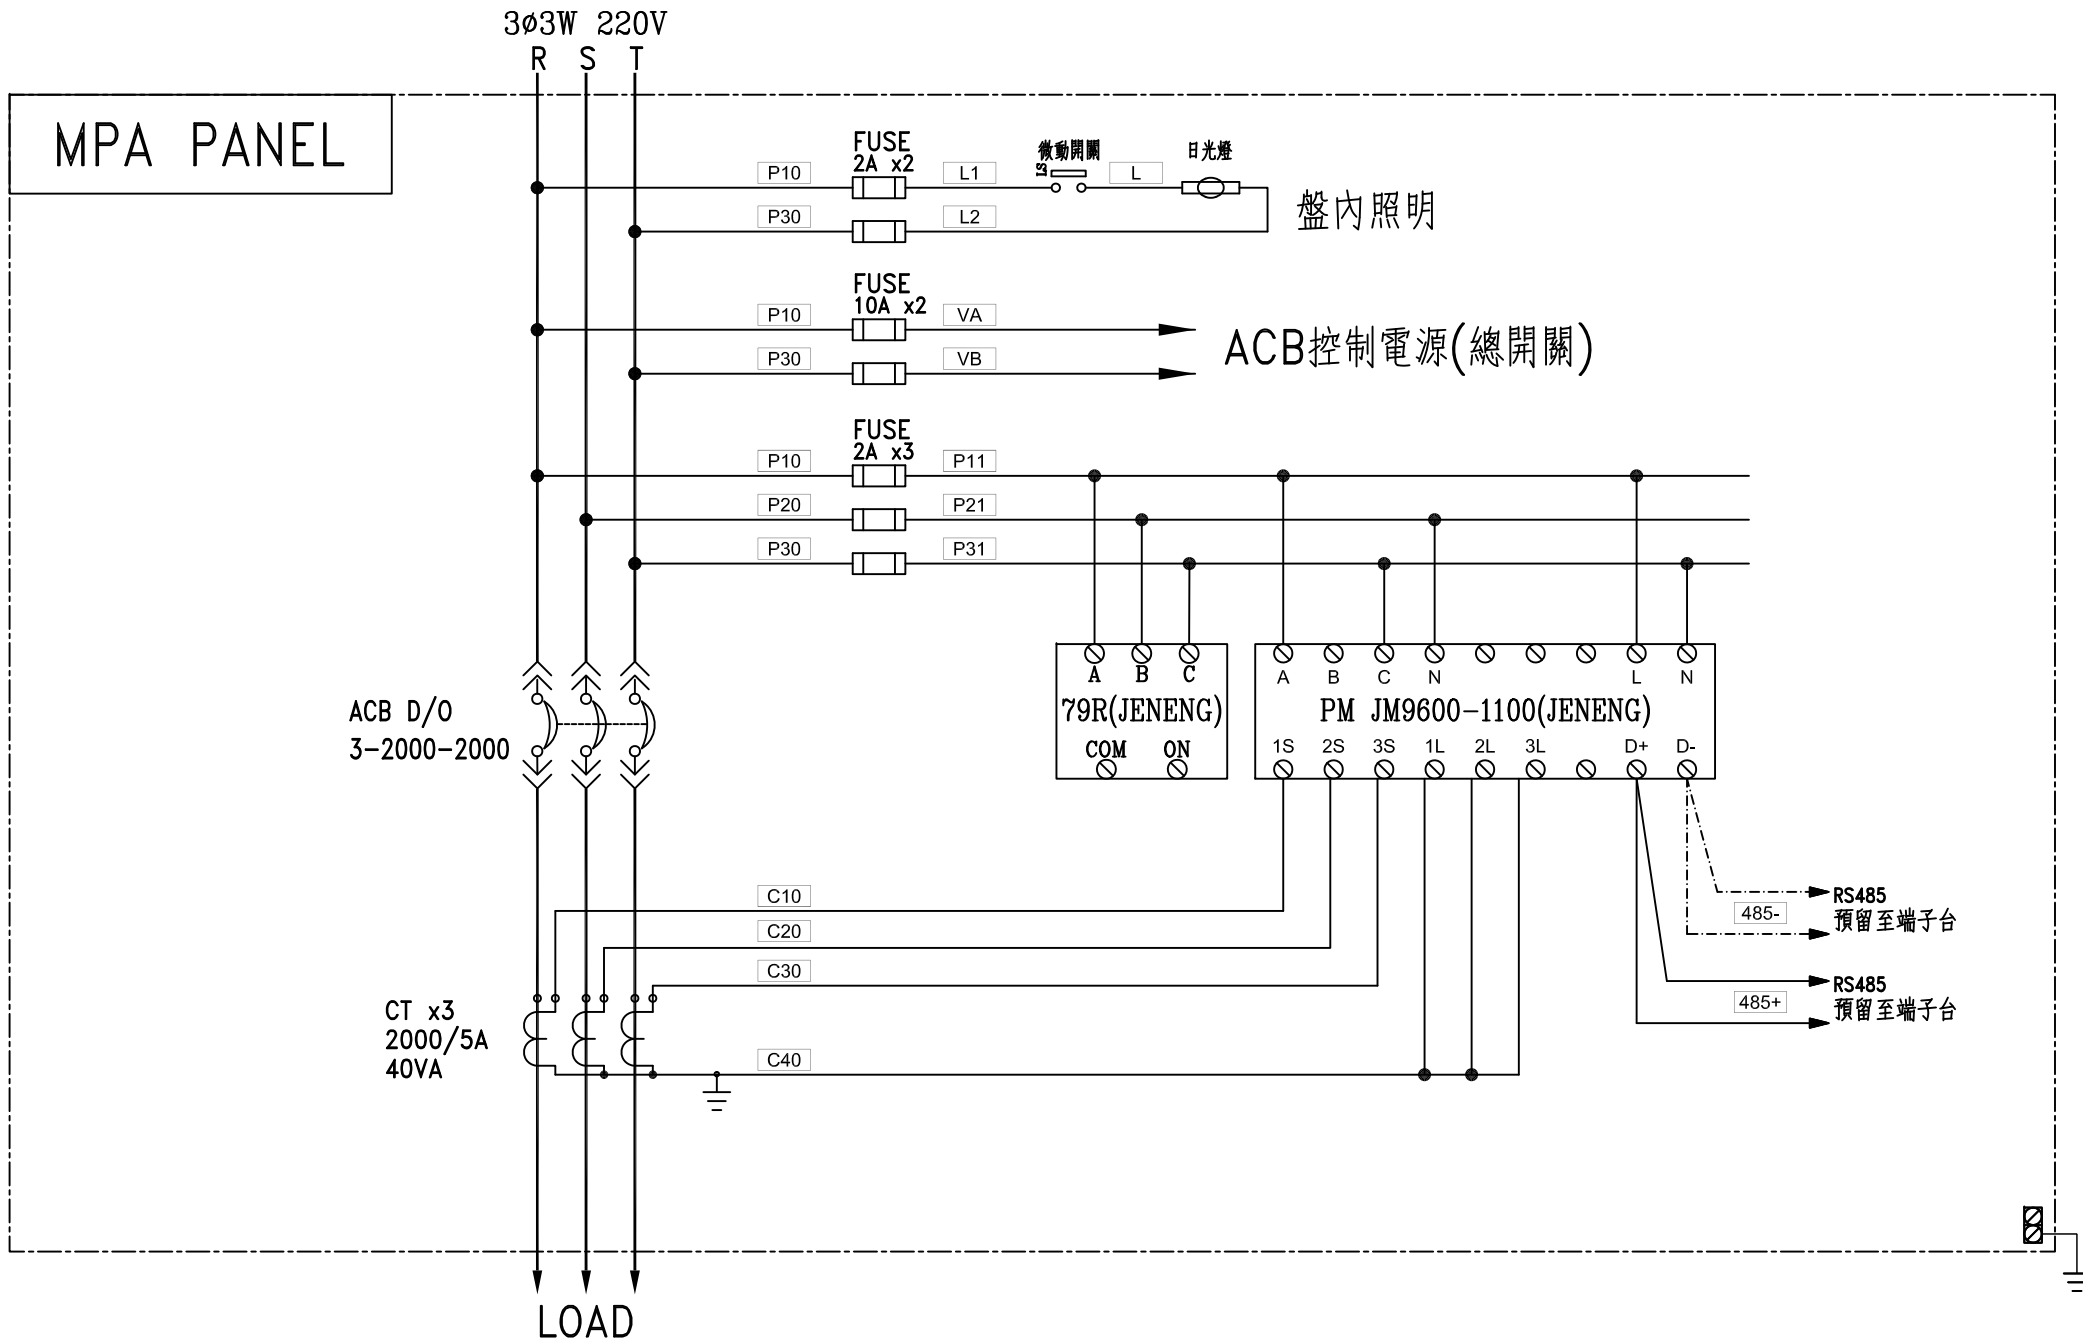 3ø3W 220V
R S T
MPA PANEL
FUSE
2A x2
P10
L1
微動開關
LS
L
日光燈
P30
L2
盤內照明
FUSE
10A x2
P10
VA
P30
VB
ACB控制電源(總開關)
FUSE
2A x3
P10
P11
P20
P21
P30
P31
A B C
79R(JENENG)
COM ON
A B C N L N
PM JM9600-1100(JENENG)
1S 2S 3S 1L 2L 3L D+ D-
ACB D/O
3-2000-2000
C10
C20
C30
RS485
485-
預留至端子台
RS485
485+
預留至端子台
CT x3
2000/5A
40VA
C40
LOAD